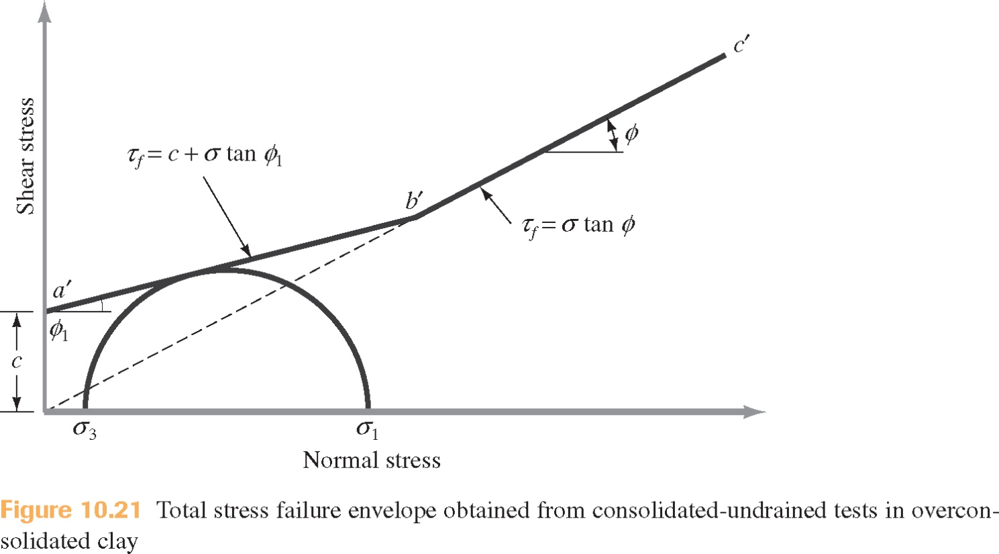 c′
ϕ
τf = c + σ tan ϕ1
Shear stress
b′
τf = σ tan ϕ
a′
ϕ1
c
σ3
σ1
Normal stress
Figure 10.21 Total stress failure envelope obtained from consolidated-undrained tests in overcon-
solidated clay